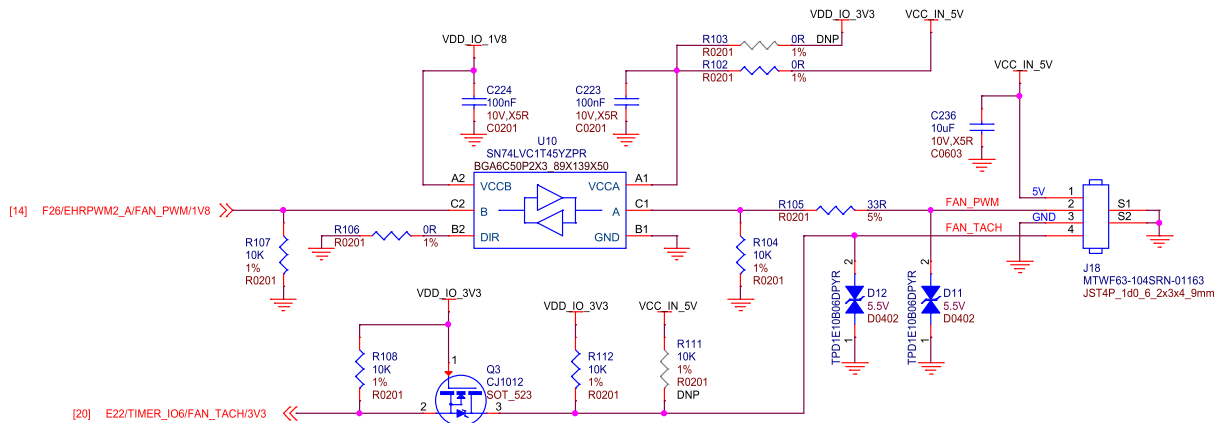 VDD_IO_3V3
VCC_IN_5V
VDD_IO_1V8
R103
0R
DNP
R0201
1%
R102
0R
R0201
1%
VCC_IN_5V
C224
100nF
10V,X5R
C0201
C223
100nF
10V,X5R
C0201
C236
10uF
10V,X5R
C0603
U10
SN74LVC1T45YZPR
BGA6C50P2X3_89X139X50
A2
VCCB
VCCA
A1
C2
B
A
C1
B2
DIR
GND
B1
[14] F26/EHRPWM2_A/FAN_PWM/1V8
R107
10K
1%
R0201
R106
0R
R0201
1%
R105
33R
R0201
5%
R104
10K
1%
R0201
5V
1
FAN_PWM
2
GND
3
FAN_TACH
4
S1
S2
J18
MTWF63-104SRN-01163
JST4P_1d0_6_2x3x4_9mm
2
D12
5.5V
D0402
1
TPD1E10B06DPYR
2
D11
5.5V
D0402
1
TPD1E10B06DPYR
VDD_IO_3V3
VDD_IO_3V3
VCC_IN_5V
R108
10K
1%
R0201
1
Q3
CJ1012
SOT_523
2
3
R112
10K
1%
R0201
R111
10K
1%
R0201
DNP
[20] E22/TIMER_IO6/FAN_TACH/3V3